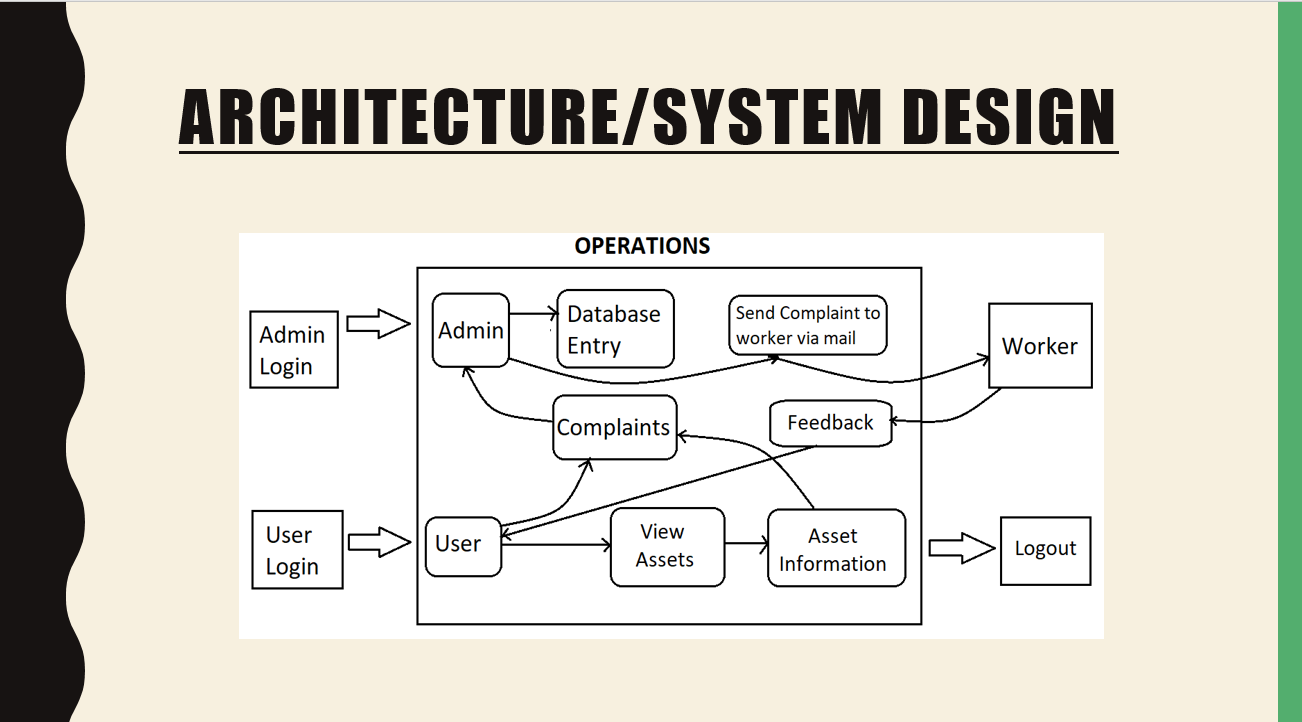 ARCHITECTURE/SYSTEM DESIGN
OPERATIONS
Admin
Login
Admin
Database
Entry
Send Complaint to
worker via mail
Worker
Complaints
Feedback
User
Login
User
View
Assets
Asset
Information
Logout